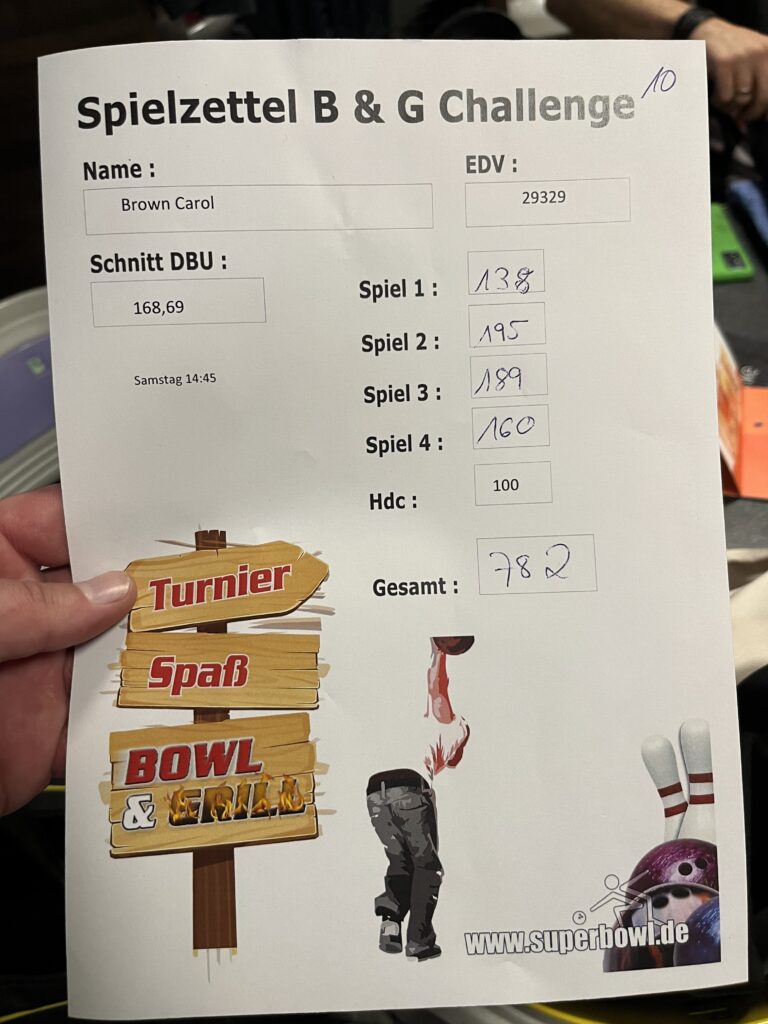 Spielzettel B & G Challenge 10
Name :
EDV :
Brown Carol
29329
Schnitt DBU :
168,69
Samstag 14:45
Spiel 1 : 138
Spiel 2 : 195
Spiel 3 : 189
Spiel 4 : 160
Hdc : 100
Gesamt : 782
Turnier
Spaß
BOWL
& GRILL
www.superbowl.de